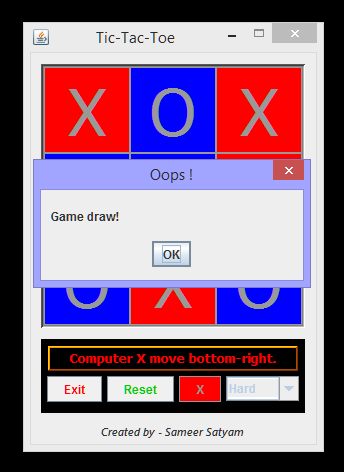 Tic-Tac-Toe
X O X
Oops !
Game draw!
OK
O X O
Computer X move bottom-right.
Exit Reset X Hard
Created by - Sameer Satyam